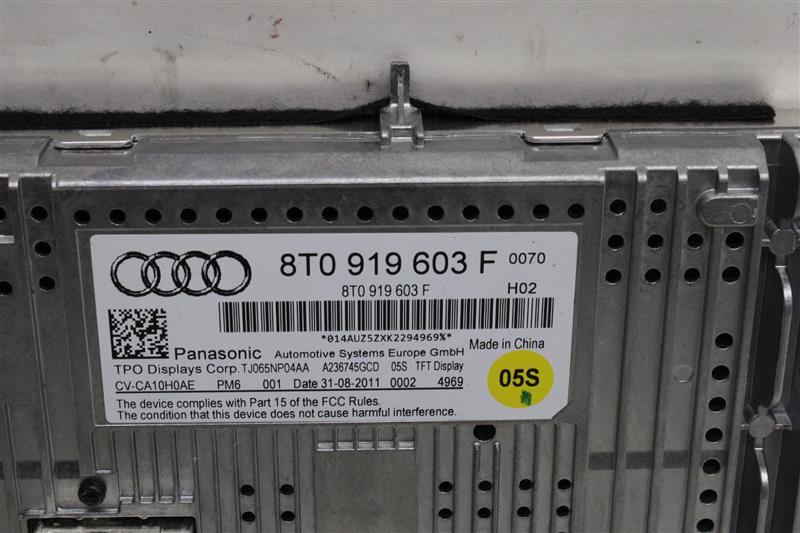 8T0 919 603 F 0070
8T0 919 603 F H02
*014AUZ5ZXK2294969%*
Panasonic Automotive Systems Europe GmbH Made in China
TPO Displays Corp. TJ065NP04AA A236745GCD 05S TFT Display
CV-CA10H0AE PM6 001 Date 31-08-2011 0002 4969
05S
The device complies with Part 15 of the FCC Rules.
The condition that this device does not cause harmful interference.